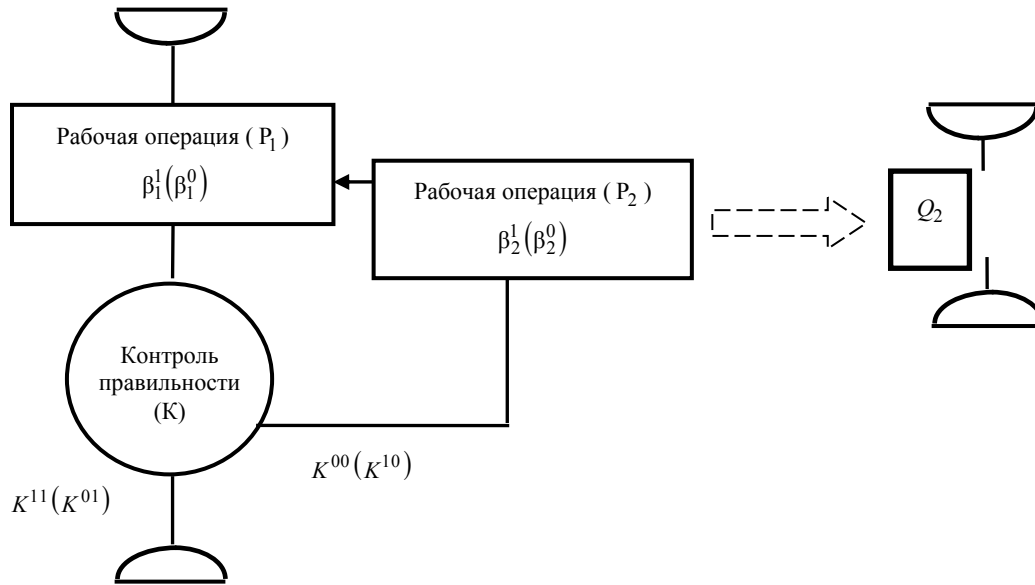 Рабочая операция ( P₁ )
β₁¹(β₁⁰)
Рабочая операция ( P₂ )
β₂¹(β₂⁰)
Q₂
Контроль
правильности
(К)
K⁰⁰(K¹⁰)
K¹¹(K⁰¹)